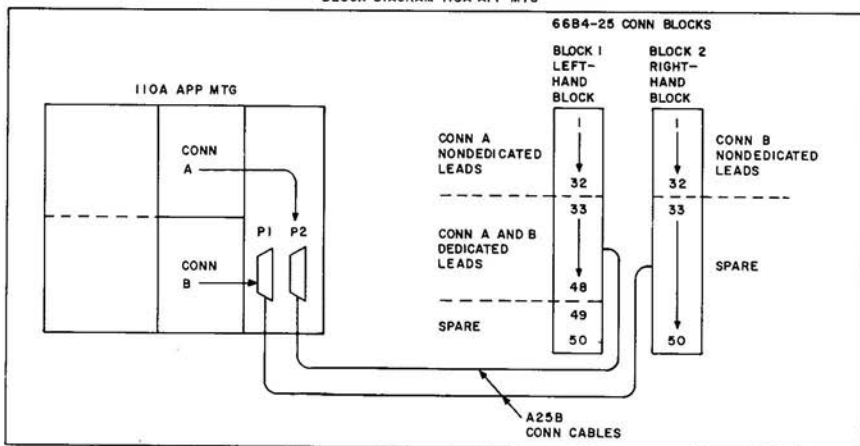 BLOCK DIAGRAM 110A APP MTG
66B4-25 CONN BLOCKS
BLOCK 1
LEFT-
HAND
BLOCK
BLOCK 2
RIGHT-
HAND
BLOCK
110A APP MTG
CONN
A
CONN
B
P1
P2
CONN A
NONDEDICATED
LEADS
1
32
33
CONN A AND B
DEDICATED
LEADS
48
SPARE
49
50
1
32
33
50
CONN B
NONDEDICATED
LEADS
SPARE
A25B
CONN CABLES